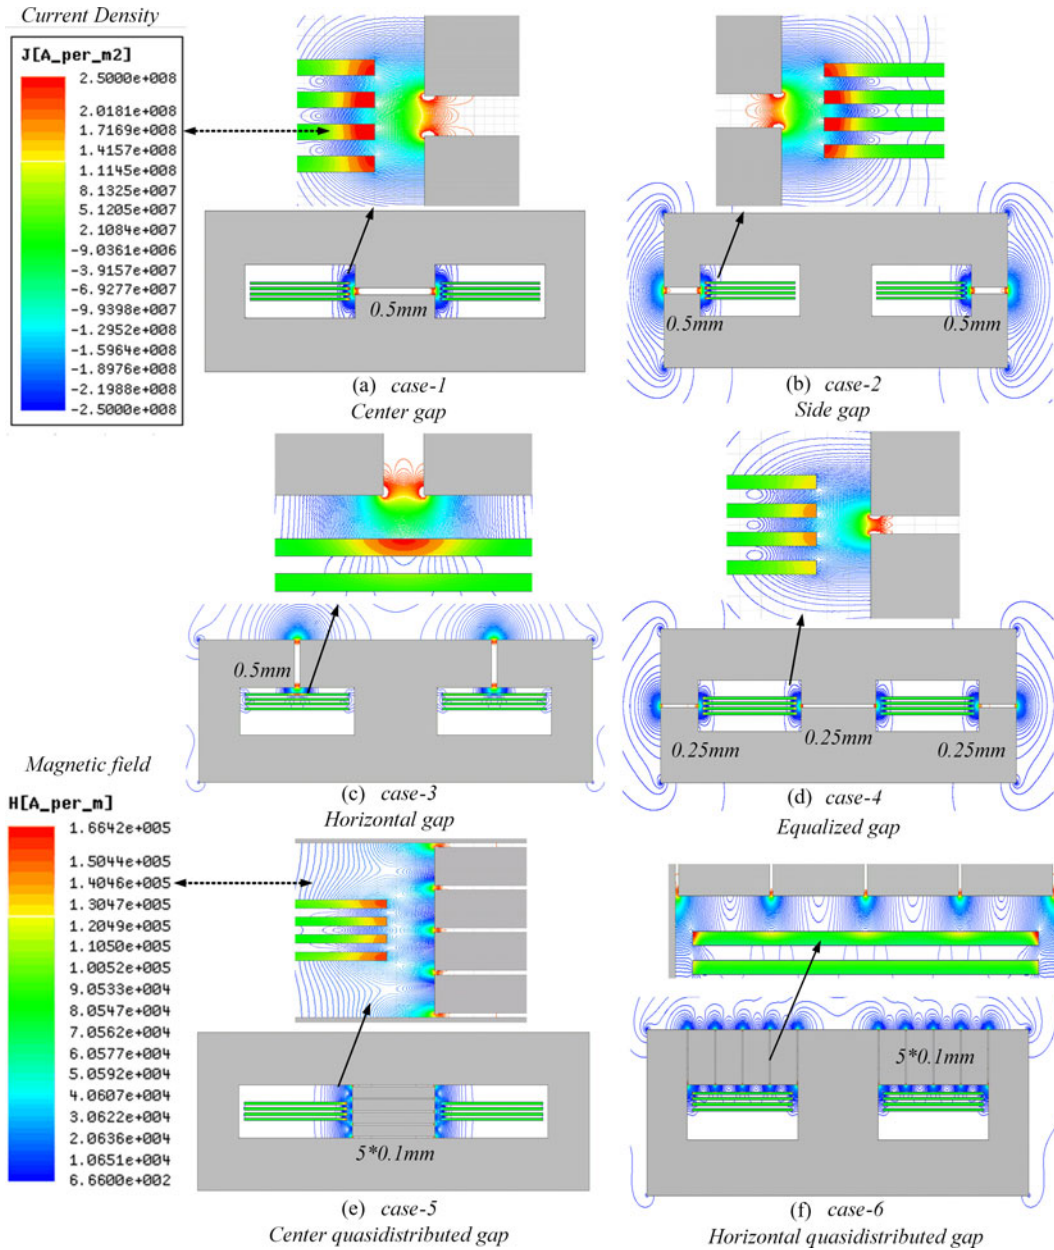 Current Density
J[A_per_m2]
2.5000e+008
2.0181e+008
1.7169e+008
1.4157e+008
1.1145e+008
8.1325e+007
5.1205e+007
2.1084e+007
-9.0361e+006
-3.9157e+007
-6.9277e+007
-9.9398e+007
-1.2952e+008
-1.5964e+008
-1.8976e+008
-2.1988e+008
-2.5000e+008
0.5mm
(a) case-1
Center gap
0.5mm
0.5mm
(b) case-2
Side gap
0.5mm
(c) case-3
Horizontal gap
0.25mm
0.25mm
0.25mm
(d) case-4
Equalized gap
Magnetic field
H[A_per_m]
1.6642e+005
1.5044e+005
1.4046e+005
1.3047e+005
1.2049e+005
1.1050e+005
1.0052e+005
9.0533e+004
8.0547e+004
7.0562e+004
6.0577e+004
5.0592e+004
4.0607e+004
3.0622e+004
2.0636e+004
1.0651e+004
6.6600e+002
5*0.1mm
(e) case-5
Center quasidistributed gap
5*0.1mm
(f) case-6
Horizontal quasidistributed gap